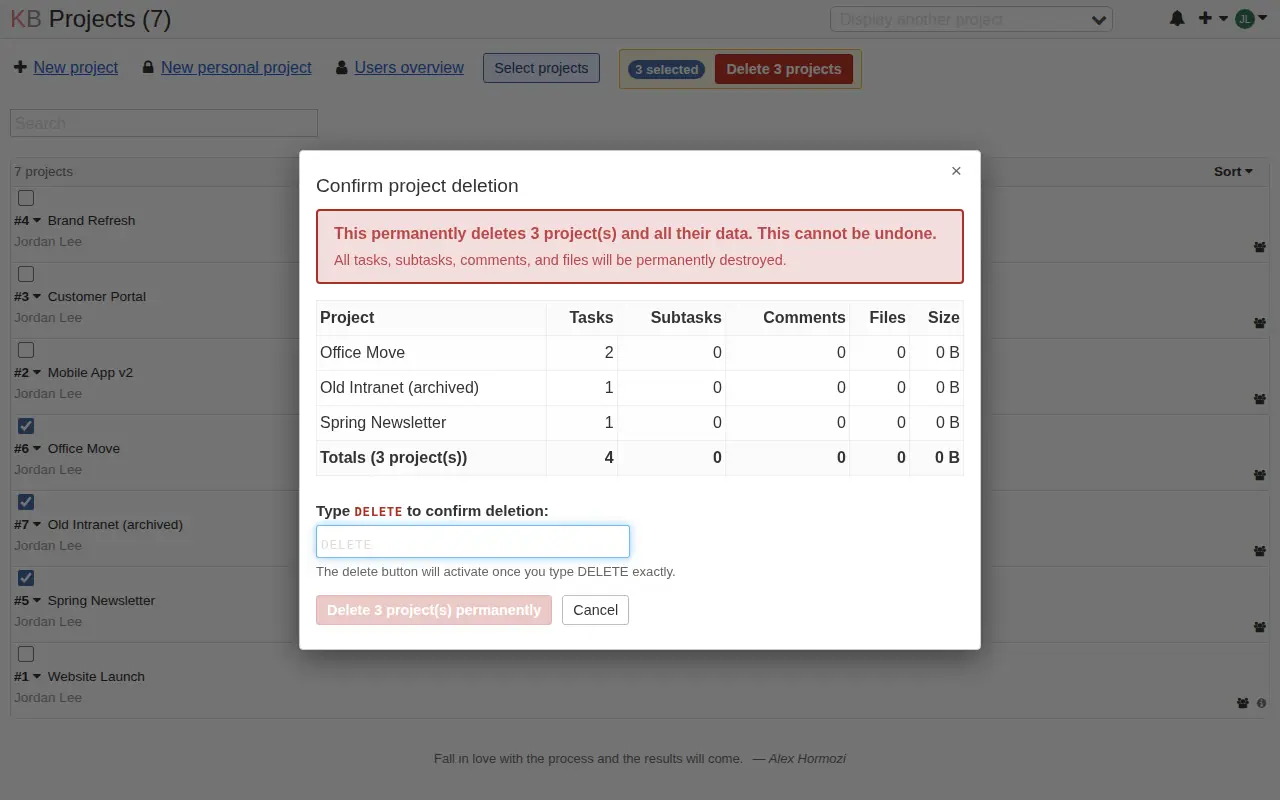 KB Projects (7)
Display another project
JL
New project
New personal project
Users overview
Select projects
3 selected
Delete 3 projects
Search
7 projects
Sort
#4 Brand Refresh
Jordan Lee
#3 Customer Portal
Jordan Lee
#2 Mobile App v2
Jordan Lee
#6 Office Move
Jordan Lee
#7 Old Intranet (archived)
Jordan Lee
#5 Spring Newsletter
Jordan Lee
#1 Website Launch
Jordan Lee
×
Confirm project deletion
This permanently deletes 3 project(s) and all their data. This cannot be undone.
All tasks, subtasks, comments, and files will be permanently destroyed.
Project Tasks Subtasks Comments Files Size
Office Move 2 0 0 0 0 B
Old Intranet (archived) 1 0 0 0 0 B
Spring Newsletter 1 0 0 0 0 B
Totals (3 project(s)) 4 0 0 0 0 B
Type DELETE to confirm deletion:
DELETE
The delete button will activate once you type DELETE exactly.
Delete 3 project(s) permanently
Cancel
Fall in love with the process and the results will come. — Alex Hormozi